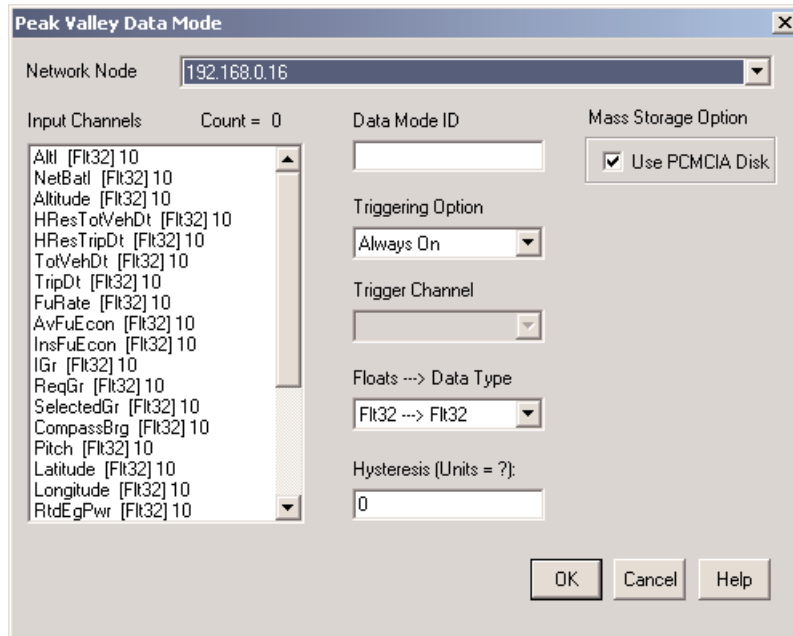 Peak Valley Data Mode
Network Node 192.168.0.16
Input Channels Count = 0
AltI [Flt32] 10
NetBatI [Flt32] 10
Altitude [Flt32] 10
HResTotVehDt [Flt32] 10
HResTripDt [Flt32] 10
TotVehDt [Flt32] 10
TripDt [Flt32] 10
FuRate [Flt32] 10
AvFuEcon [Flt32] 10
InsFuEcon [Flt32] 10
IGr [Flt32] 10
ReqGr [Flt32] 10
SelectedGr [Flt32] 10
CompassBrg [Flt32] 10
Pitch [Flt32] 10
Latitude [Flt32] 10
Longitude [Flt32] 10
RtdEgPwr [Flt32] 10
Data Mode ID
Triggering Option
Always On
Trigger Channel
Floats ---> Data Type
Flt32 ---> Flt32
Hysteresis (Units = ?):
0
Mass Storage Option
Use PCMCIA Disk
OK Cancel Help